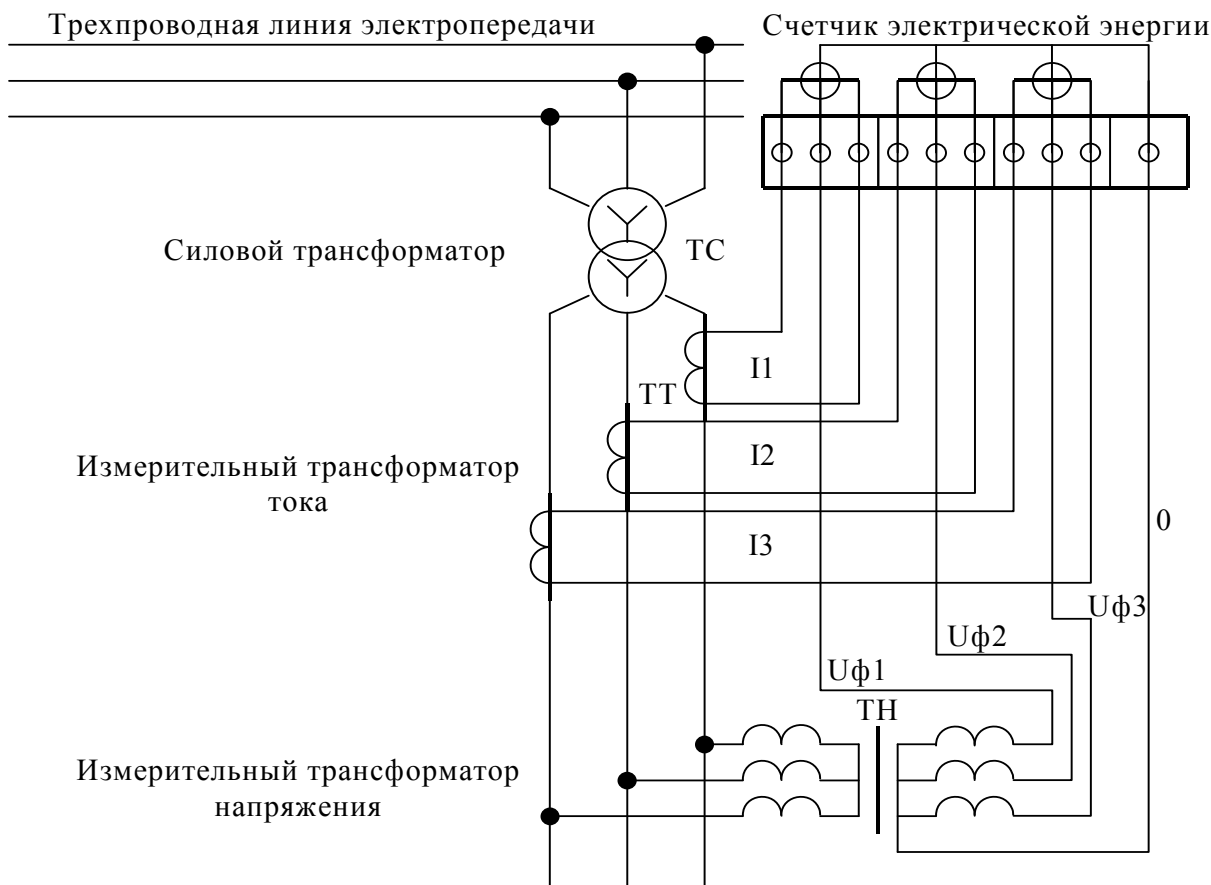 Трехпроводная линия электропередачи
Счетчик электрической энергии
Силовой трансформатор
ТС
I1
ТТ
Измерительный трансформатор
тока
I2
I3
0
Uф3
Uф2
Uф1
ТН
Измерительный трансформатор
напряжения